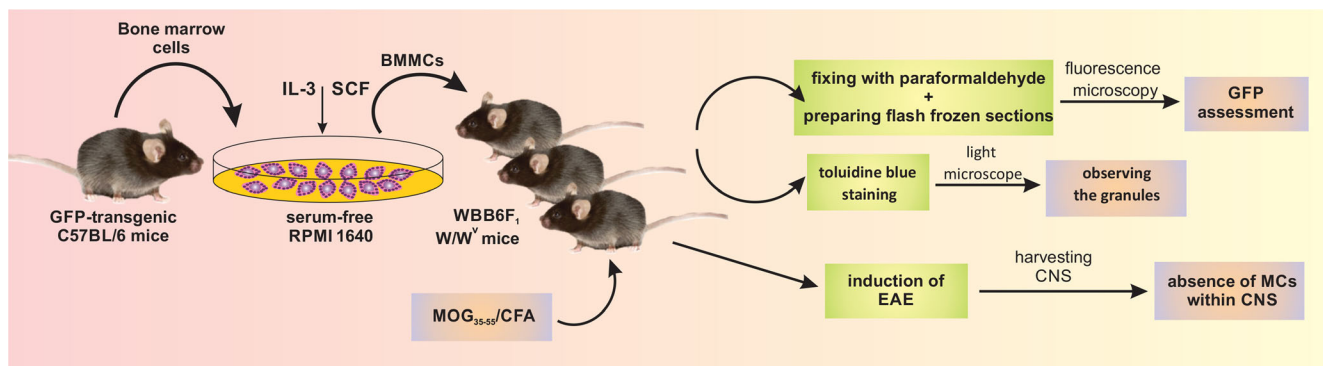 Bone marrow
cells
GFP-transgenic
C57BL/6 mice
IL-3 SCF
serum-free
RPMI 1640
BMMCs
WBB6F₁
W/Wᵛ mice
MOG₃₅₋₅₅/CFA
fixing with paraformaldehyde
+
preparing flash frozen sections
fluorescence
microscopy
GFP
assessment
toluidine blue
staining
light
microscope
observing
the granules
induction of
EAE
harvesting
CNS
absence of MCs
within CNS